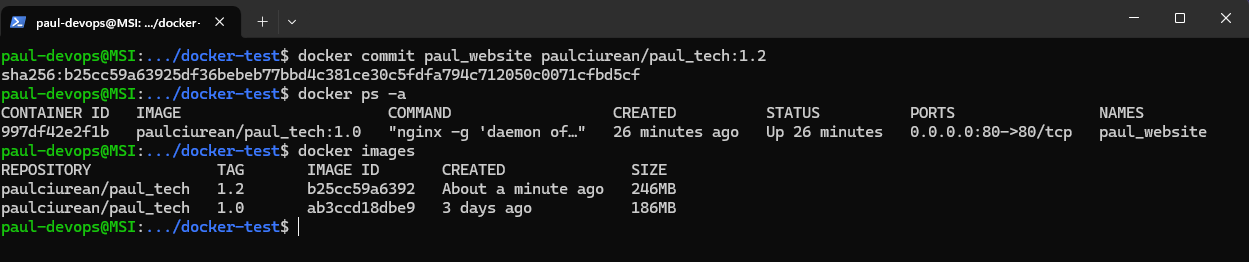 paul-devops@MSI: .../docker-
paul-devops@MSI:.../docker-test$ docker commit paul_website paulciurean/paul_tech:1.2
sha256:b25cc59a63925df36bebeb77bbd4c381ce30c5fdfa794c712050c0071cfbd5cf
paul-devops@MSI:.../docker-test$ docker ps -a
CONTAINER ID   IMAGE                       COMMAND                  CREATED          STATUS          PORTS                NAMES
997df42e2f1b   paulciurean/paul_tech:1.0   "nginx -g 'daemon of…"   26 minutes ago   Up 26 minutes   0.0.0.0:80->80/tcp   paul_website
paul-devops@MSI:.../docker-test$ docker images
REPOSITORY              TAG       IMAGE ID       CREATED              SIZE
paulciurean/paul_tech   1.2       b25cc59a6392   About a minute ago   246MB
paulciurean/paul_tech   1.0       ab3ccd18dbe9   3 days ago           186MB
paul-devops@MSI:.../docker-test$